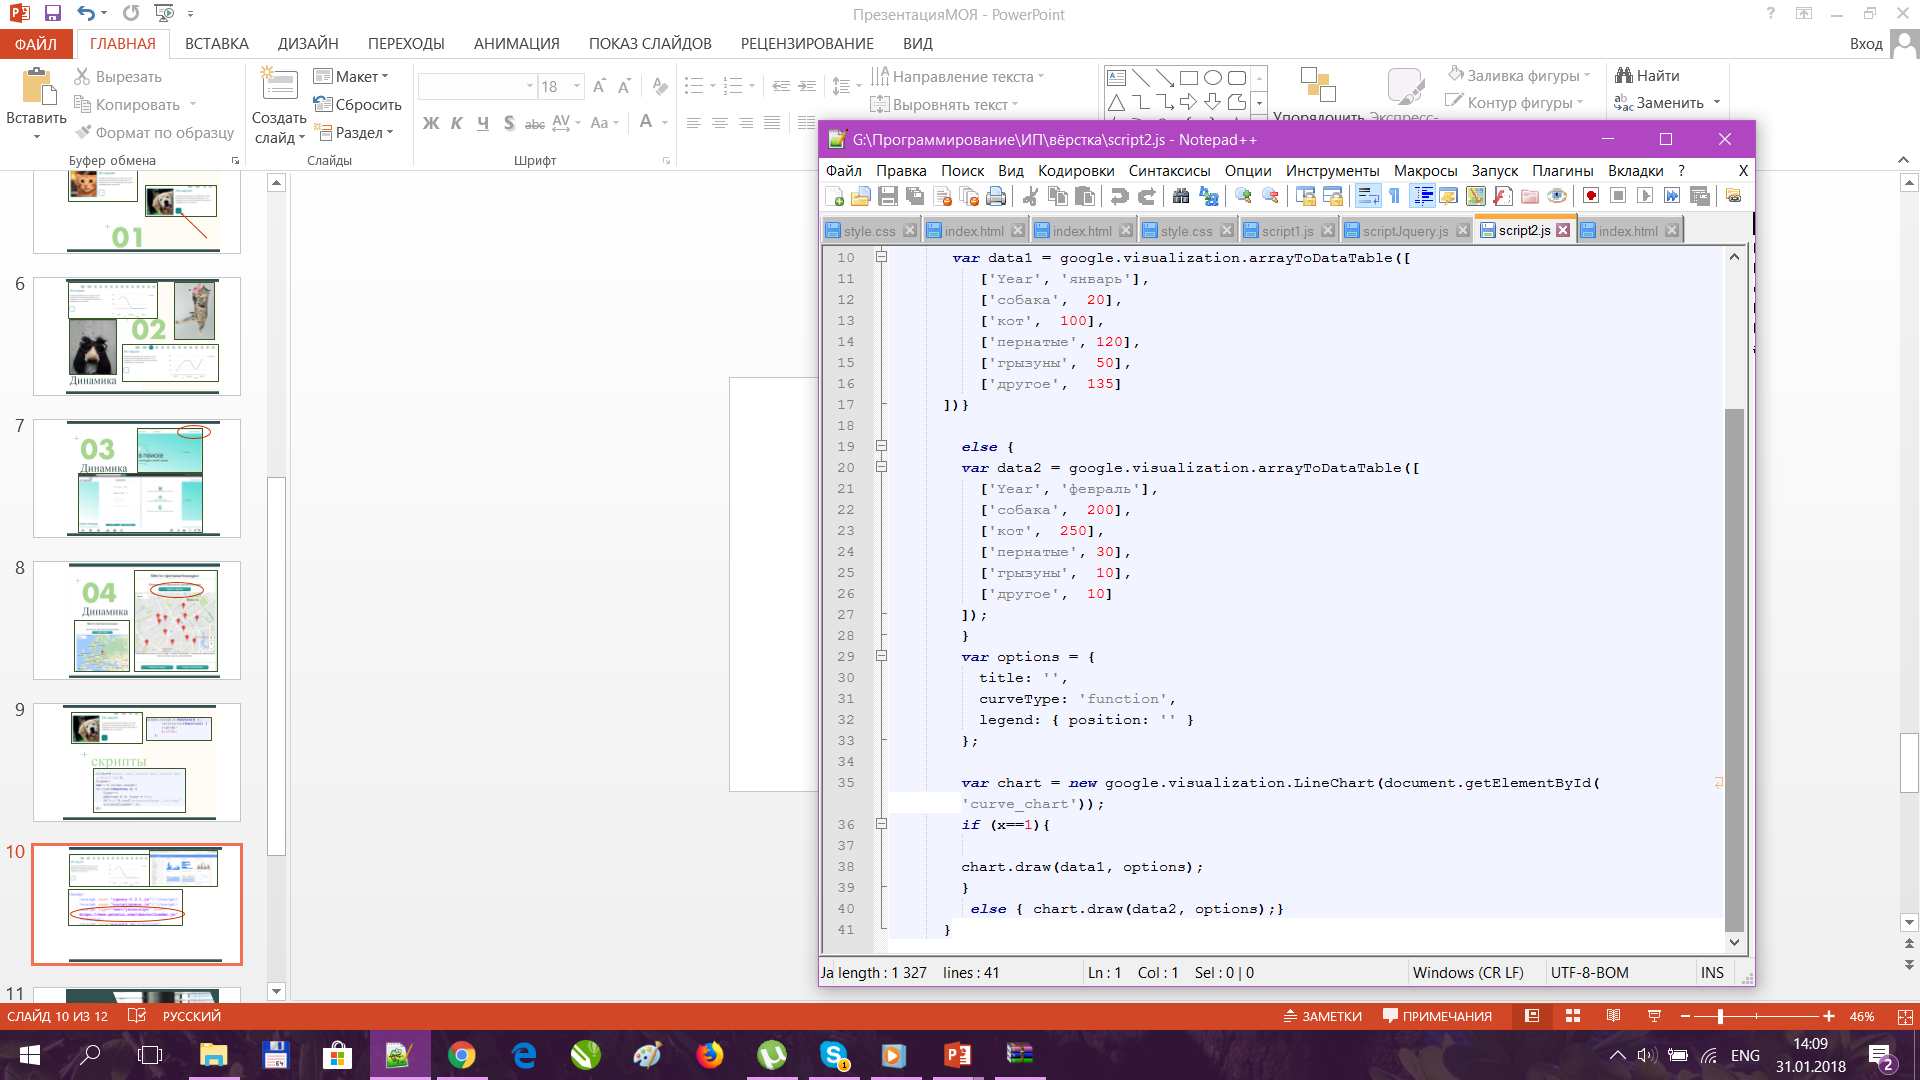 ПрезентацияМОЯ - PowerPoint
ФАЙЛ ГЛАВНАЯ ВСТАВКА ДИЗАЙН ПЕРЕХОДЫ АНИМАЦИЯ ПОКАЗ СЛАЙДОВ РЕЦЕНЗИРОВАНИЕ ВИД Вход
Вставить
Вырезать
Копировать
Формат по образцу
Буфер обмена
Создать слайд
Макет
Сбросить
Раздел
Слайды
18
Ж К Ч S abc AV Aa A
Шрифт
Направление текста
Выровнять текст
Упорядочить Экспресс-
Заливка фигуры
Контур фигуры
Найти
Заменить
01
6
02
Динамика
7
03
Динамика
8
04
Динамика
9
скрипты
10
11
G:\Программирование\ИП\вёрстка\script2.js - Notepad++
Файл Правка Поиск Вид Кодировки Синтаксисы Опции Инструменты Макросы Запуск Плагины Вкладки ? X
style.css index.html index.html style.css script1.js scriptJquery.js script2.js index.html
10 var data1 = google.visualization.arrayToDataTable([
11 ['Year', 'январь'],
12 ['собака', 20],
13 ['кот', 100],
14 ['пернатые', 120],
15 ['грызуны', 50],
16 ['другое', 135]
17 ])}
18
19 else {
20 var data2 = google.visualization.arrayToDataTable([
21 ['Year', 'февраль'],
22 ['собака', 200],
23 ['кот', 250],
24 ['пернатые', 30],
25 ['грызуны', 10],
26 ['другое', 10]
27 ]);
28 }
29 var options = {
30 title: '',
31 curveType: 'function',
32 legend: { position: '' }
33 };
34
35 var chart = new google.visualization.LineChart(document.getElementById(
'curve_chart'));
36 if (x==1){
37
38 chart.draw(data1, options);
39 }
40 else { chart.draw(data2, options);}
41 }
Ja length : 1 327 lines : 41 Ln : 1 Col : 1 Sel : 0 | 0 Windows (CR LF) UTF-8-BOM INS
СЛАЙД 10 ИЗ 12 РУССКИЙ ЗАМЕТКИ ПРИМЕЧАНИЯ 46%
ENG
14:09
31.01.2018
2